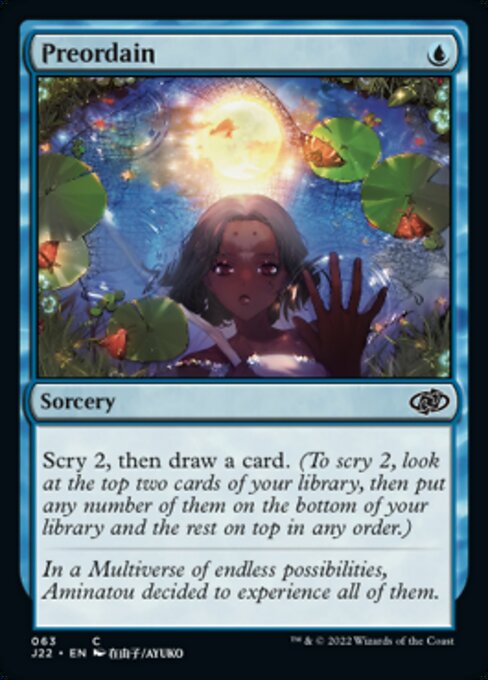 Preordain
Sorcery
Scry 2, then draw a card. (To scry 2, look
at the top two cards of your library, then put
any number of them on the bottom of your
library and the rest on top in any order.)
In a Multiverse of endless possibilities,
Aminatou decided to experience all of them.
063 C
J22 • EN 在由子/AYUKO
™ & © 2022 Wizards of the Coast